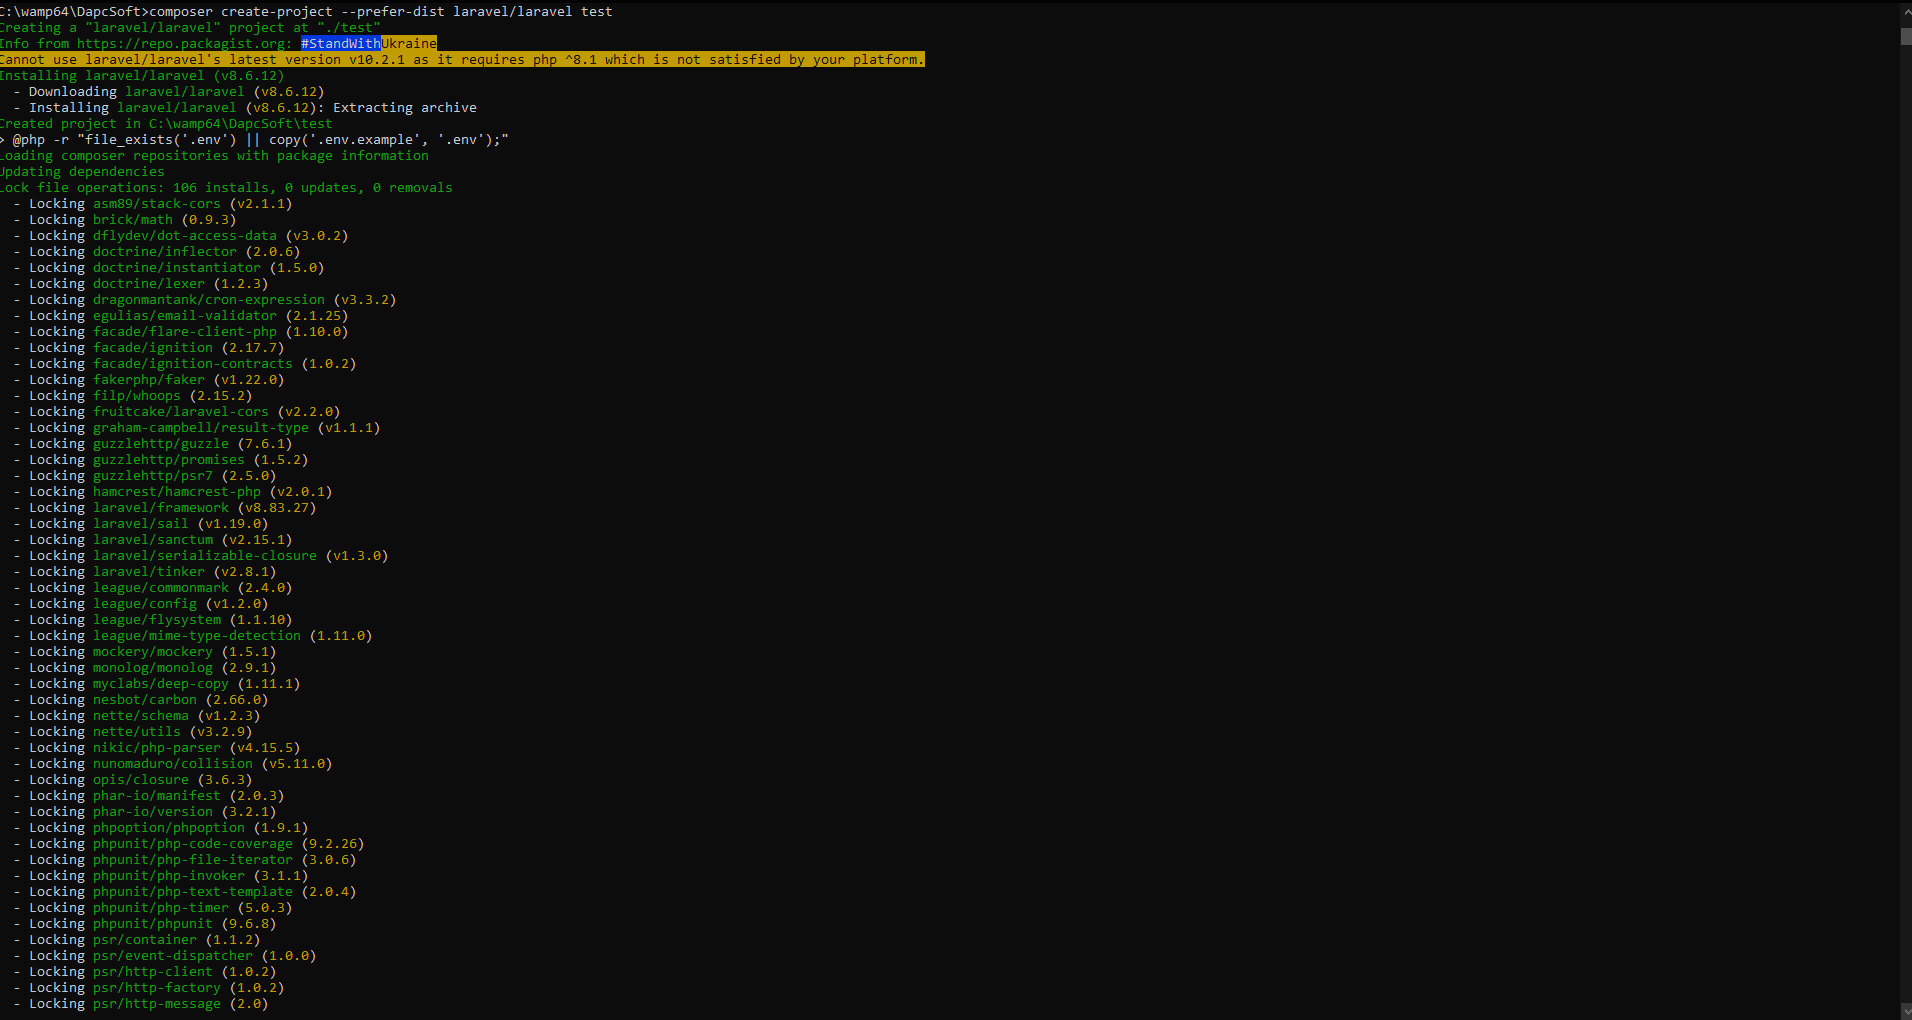 C:\wamp64\DapcSoft>composer create-project --prefer-dist laravel/laravel test
Creating a "laravel/laravel" project at "./test"
Info from https://repo.packagist.org: #StandWithUkraine
Cannot use laravel/laravel's latest version v10.2.1 as it requires php ^8.1 which is not satisfied by your platform.
Installing laravel/laravel (v8.6.12)
  - Downloading laravel/laravel (v8.6.12)
  - Installing laravel/laravel (v8.6.12): Extracting archive
Created project in C:\wamp64\DapcSoft\test
> @php -r "file_exists('.env') || copy('.env.example', '.env');"
Loading composer repositories with package information
Updating dependencies
Lock file operations: 106 installs, 0 updates, 0 removals
  - Locking asm89/stack-cors (v2.1.1)
  - Locking brick/math (0.9.3)
  - Locking dflydev/dot-access-data (v3.0.2)
  - Locking doctrine/inflector (2.0.6)
  - Locking doctrine/instantiator (1.5.0)
  - Locking doctrine/lexer (1.2.3)
  - Locking dragonmantank/cron-expression (v3.3.2)
  - Locking egulias/email-validator (2.1.25)
  - Locking facade/flare-client-php (1.10.0)
  - Locking facade/ignition (2.17.7)
  - Locking facade/ignition-contracts (1.0.2)
  - Locking fakerphp/faker (v1.22.0)
  - Locking filp/whoops (2.15.2)
  - Locking fruitcake/laravel-cors (v2.2.0)
  - Locking graham-campbell/result-type (v1.1.1)
  - Locking guzzlehttp/guzzle (7.6.1)
  - Locking guzzlehttp/promises (1.5.2)
  - Locking guzzlehttp/psr7 (2.5.0)
  - Locking hamcrest/hamcrest-php (v2.0.1)
  - Locking laravel/framework (v8.83.27)
  - Locking laravel/sail (v1.19.0)
  - Locking laravel/sanctum (v2.15.1)
  - Locking laravel/serializable-closure (v1.3.0)
  - Locking laravel/tinker (v2.8.1)
  - Locking league/commonmark (2.4.0)
  - Locking league/config (v1.2.0)
  - Locking league/flysystem (1.1.10)
  - Locking league/mime-type-detection (1.11.0)
  - Locking mockery/mockery (1.5.1)
  - Locking monolog/monolog (2.9.1)
  - Locking myclabs/deep-copy (1.11.1)
  - Locking nesbot/carbon (2.66.0)
  - Locking nette/schema (v1.2.3)
  - Locking nette/utils (v3.2.9)
  - Locking nikic/php-parser (v4.15.5)
  - Locking nunomaduro/collision (v5.11.0)
  - Locking opis/closure (3.6.3)
  - Locking phar-io/manifest (2.0.3)
  - Locking phar-io/version (3.2.1)
  - Locking phpoption/phpoption (1.9.1)
  - Locking phpunit/php-code-coverage (9.2.26)
  - Locking phpunit/php-file-iterator (3.0.6)
  - Locking phpunit/php-invoker (3.1.1)
  - Locking phpunit/php-text-template (2.0.4)
  - Locking phpunit/php-timer (5.0.3)
  - Locking phpunit/phpunit (9.6.8)
  - Locking psr/container (1.1.2)
  - Locking psr/event-dispatcher (1.0.0)
  - Locking psr/http-client (1.0.2)
  - Locking psr/http-factory (1.0.2)
  - Locking psr/http-message (2.0)